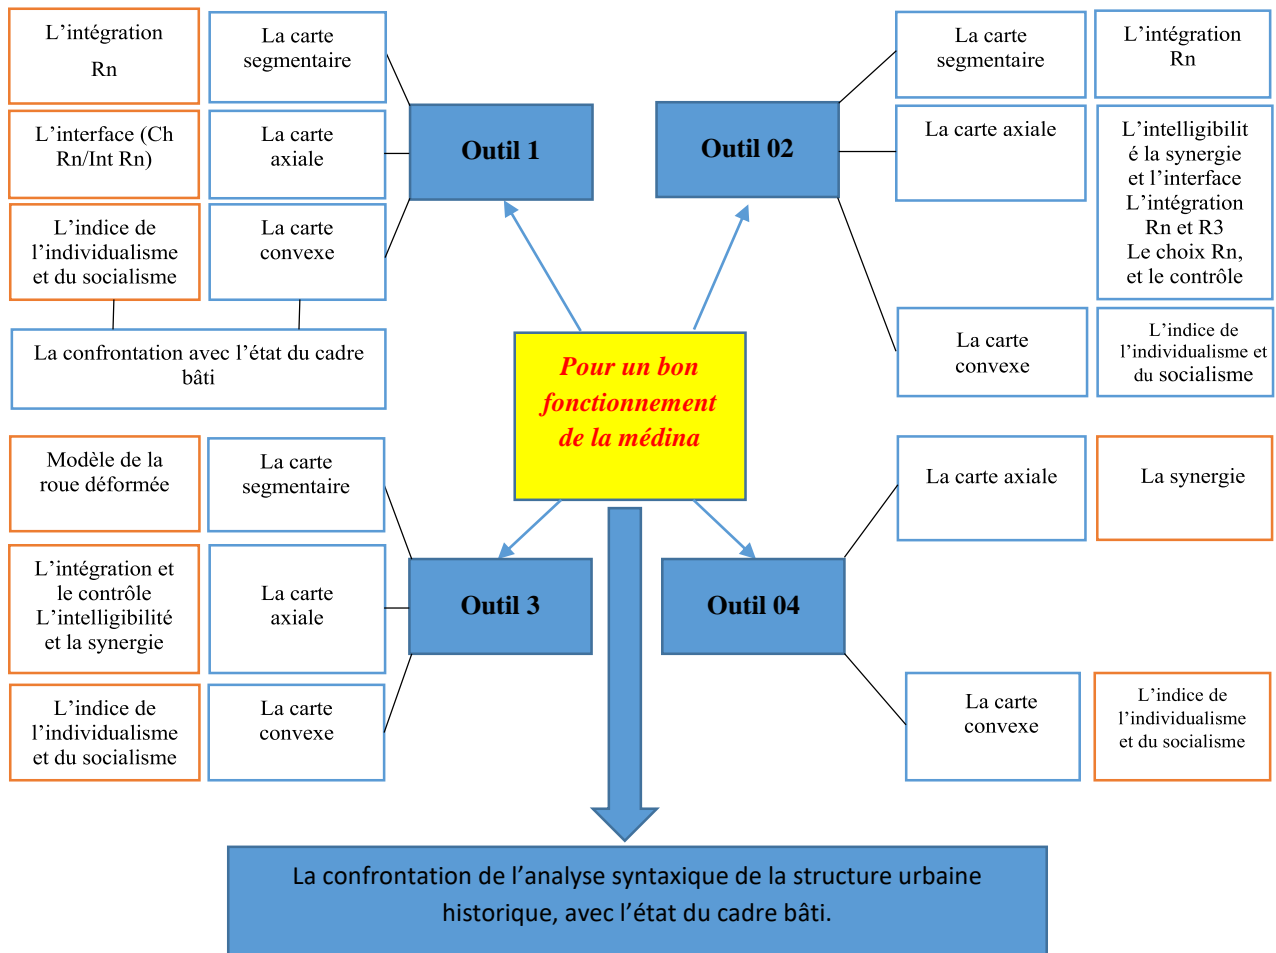 L'intégration
Rn
La carte
segmentaire
L'interface (Ch
Rn/Int Rn)
La carte
axiale
L'indice de
l'individualisme
et du socialisme
La carte
convexe
Outil 1
La confrontation avec l'état du cadre
bâti
Outil 02
La carte
segmentaire
L'intégration
Rn
La carte axiale
L'intelligibilit
é la synergie
et l'interface
L'intégration
Rn et R3
Le choix Rn,
et le contrôle
La carte
convexe
L'indice de
l'individualisme et
du socialisme
Pour un bon
fonctionnement
de la médina
Modèle de la
roue déformée
La carte
segmentaire
L'intégration et
le contrôle
L'intelligibilité
et la synergie
La carte
axiale
L'indice de
l'individualisme
et du socialisme
La carte
convexe
Outil 3
Outil 04
La carte axiale
La synergie
La carte
convexe
L'indice de
l'individualisme
et du socialisme
La confrontation de l'analyse syntaxique de la structure urbaine
historique, avec l'état du cadre bâti.